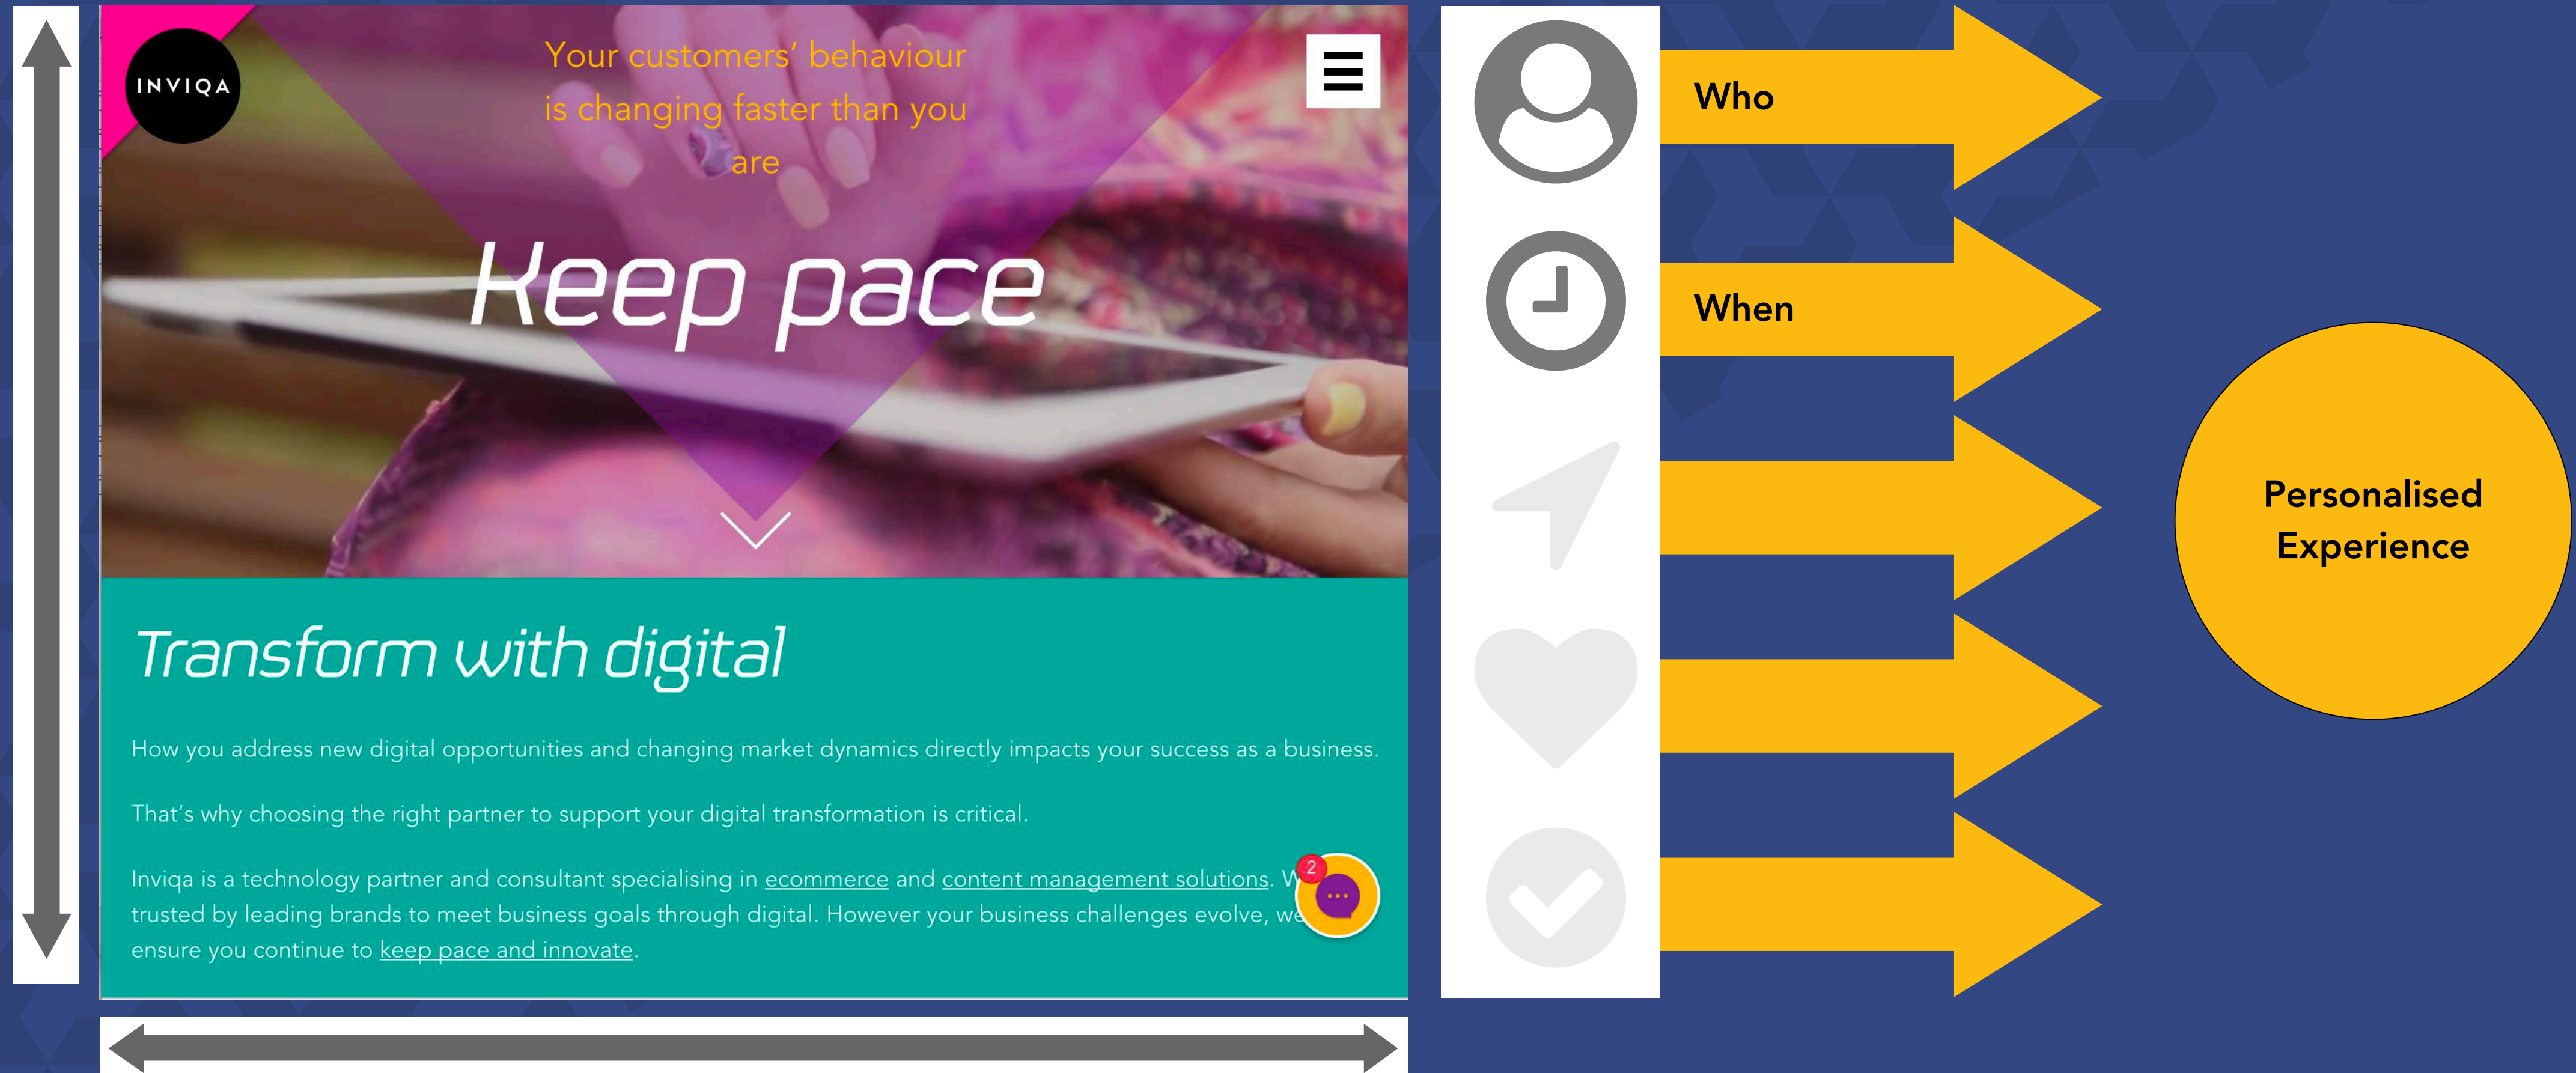 INVIQA
Your customers’ behaviour
is changing faster than you
are
Keep pace
Transform with digital
How you address new digital opportunities and changing market dynamics directly impacts your success as a business.
That’s why choosing the right partner to support your digital transformation is critical.
Inviqa is a technology partner and consultant specialising in ecommerce and content management solutions. W
trusted by leading brands to meet business goals through digital. However your business challenges evolve, we
ensure you continue to keep pace and innovate.
2
Who
When
Personalised
Experience